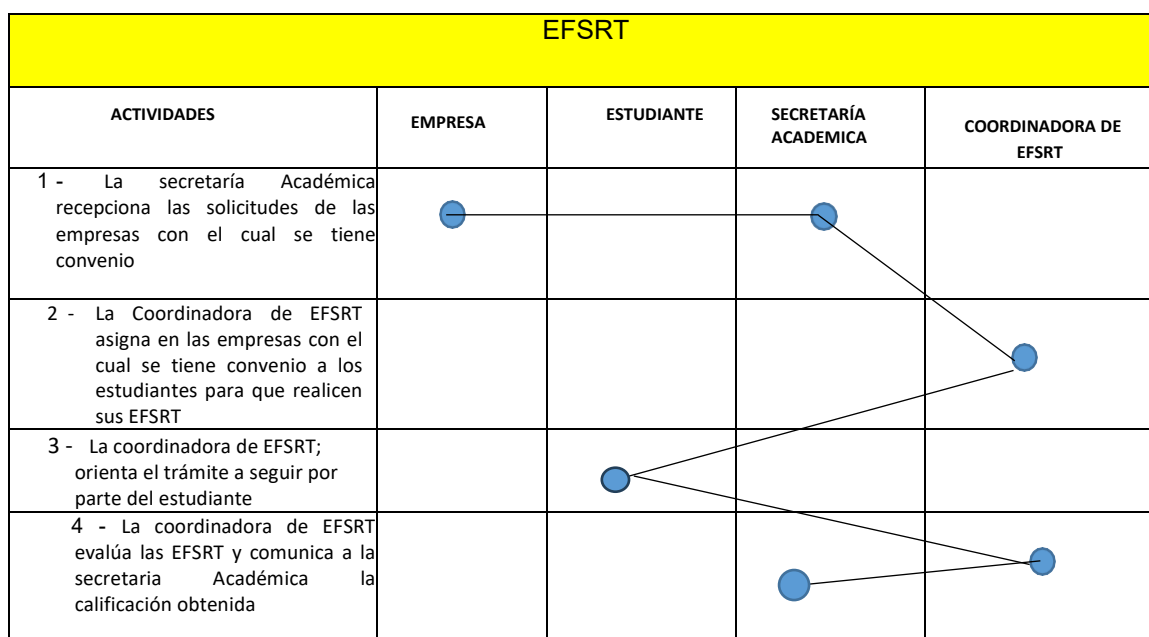 EFSRT
ACTIVIDADES
EMPRESA
ESTUDIANTE
SECRETARÍA
ACADEMICA
COORDINADORA DE
EFSRT
1 - La secretaría Académica
recepciona las solicitudes de las
empresas con el cual se tiene
convenio
2 - La Coordinadora de EFSRT
asigna en las empresas con el
cual se tiene convenio a los
estudiantes para que realicen
sus EFSRT
3 - La coordinadora de EFSRT;
orienta el trámite a seguir por
parte del estudiante
4 - La coordinadora de EFSRT
evalúa las EFSRT y comunica a la
secretaria Académica la
calificación obtenida